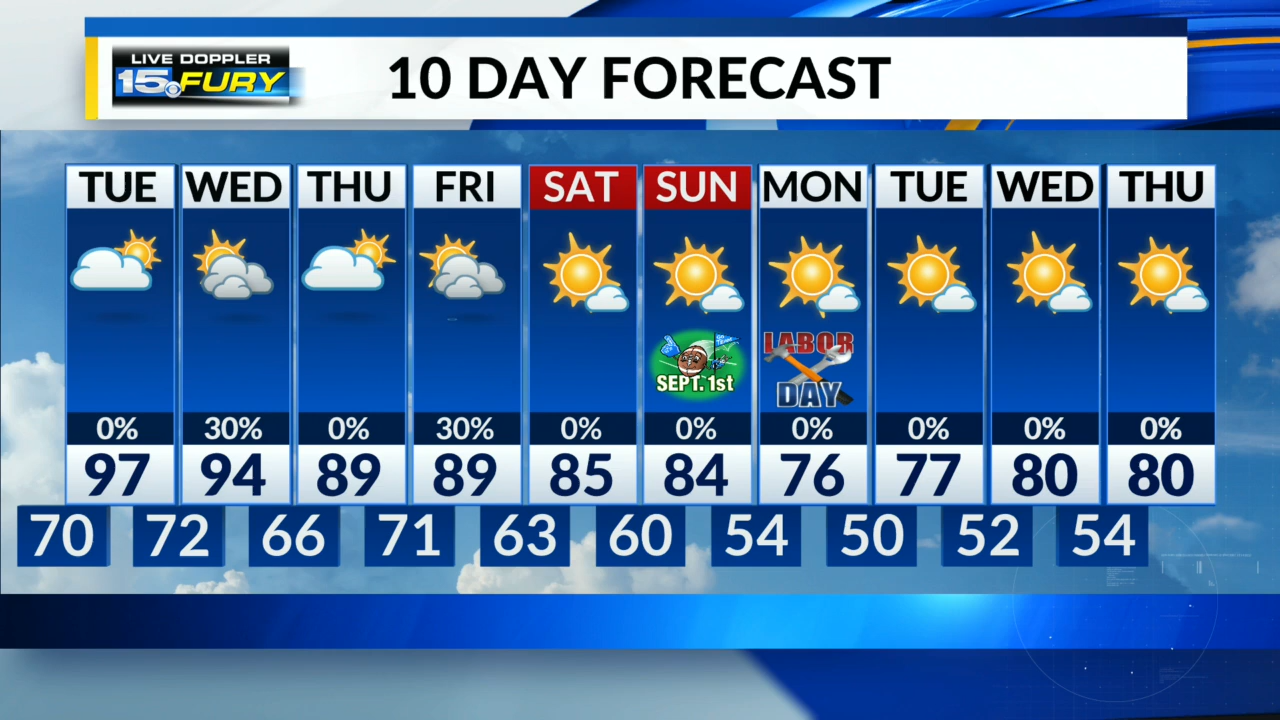 LIVE DOPPLER
15 FURY
10 DAY FORECAST
TUE WED THU FRI SAT SUN MON TUE WED THU
SEPT. 1st
LABOR
DAY
0% 30% 0% 30% 0% 0% 0% 0% 0% 0%
97 94 89 89 85 84 76 77 80 80
70 72 66 71 63 60 54 50 52 54